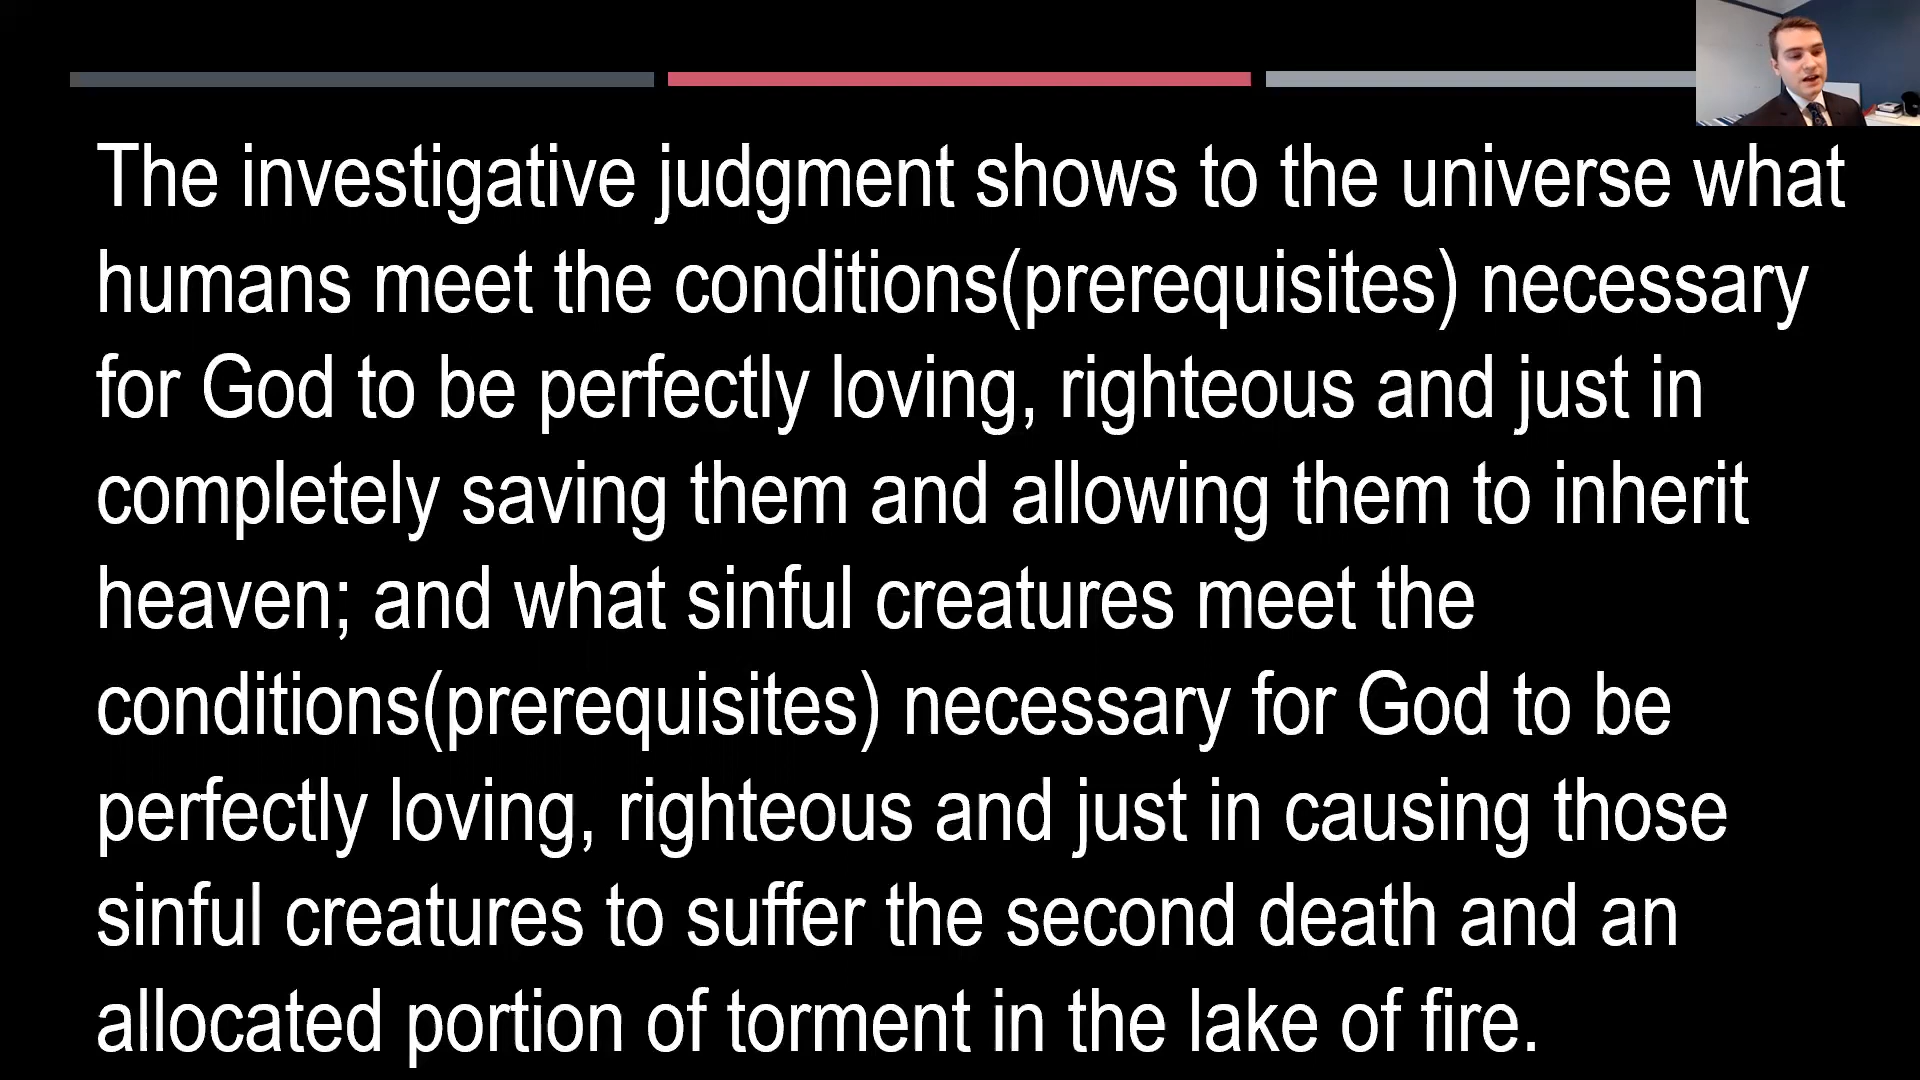 The investigative judgment shows to the universe what
humans meet the conditions(prerequisites) necessary
for God to be perfectly loving, righteous and just in
completely saving them and allowing them to inherit
heaven; and what sinful creatures meet the
conditions(prerequisites) necessary for God to be
perfectly loving, righteous and just in causing those
sinful creatures to suffer the second death and an
allocated portion of torment in the lake of fire.